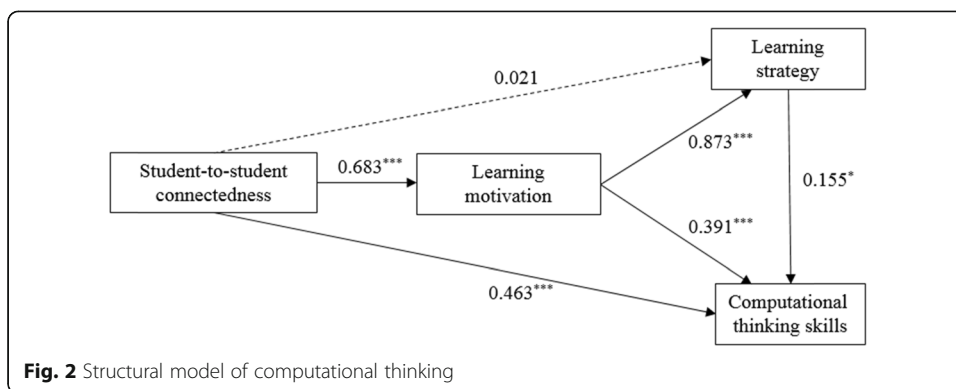 Learning
strategy
0.021
0.873***
Student-to-student
connectedness
0.683***
Learning
motivation
0.155*
0.391***
0.463***
Computational
thinking skills
Fig. 2 Structural model of computational thinking